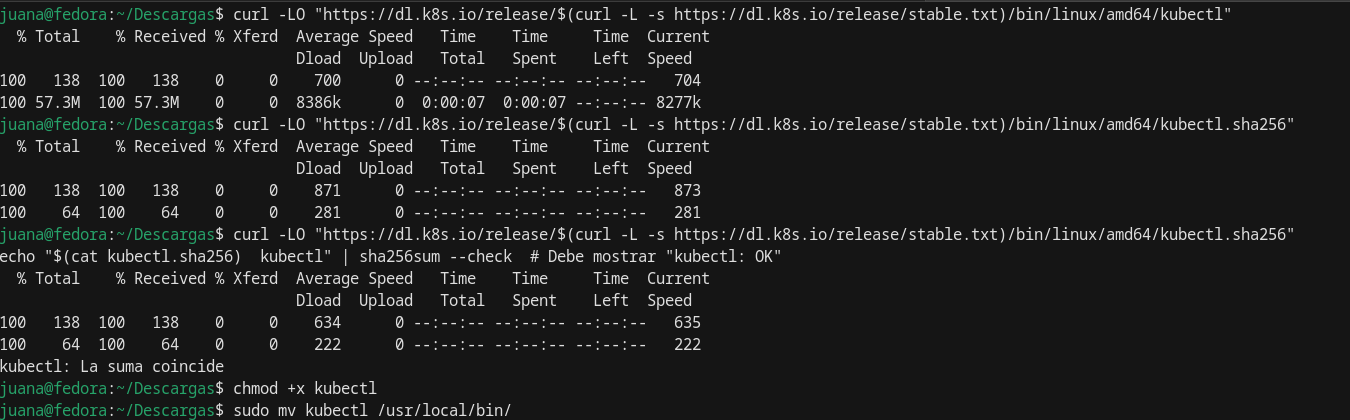 juana@fedora:~/Descargas$ curl -LO "https://dl.k8s.io/release/$(curl -L -s https://dl.k8s.io/release/stable.txt)/bin/linux/amd64/kubectl"
  % Total    % Received % Xferd  Average Speed   Time    Time     Time  Current
                                 Dload  Upload   Total   Spent    Left  Speed
100   138  100   138    0     0    700      0 --:--:-- --:--:-- --:--:--   704
100 57.3M  100 57.3M    0     0  8386k      0  0:00:07  0:00:07 --:--:-- 8277k
juana@fedora:~/Descargas$ curl -LO "https://dl.k8s.io/release/$(curl -L -s https://dl.k8s.io/release/stable.txt)/bin/linux/amd64/kubectl.sha256"
  % Total    % Received % Xferd  Average Speed   Time    Time     Time  Current
                                 Dload  Upload   Total   Spent    Left  Speed
100   138  100   138    0     0    871      0 --:--:-- --:--:-- --:--:--   873
100    64  100    64    0     0    281      0 --:--:-- --:--:-- --:--:--   281
juana@fedora:~/Descargas$ curl -LO "https://dl.k8s.io/release/$(curl -L -s https://dl.k8s.io/release/stable.txt)/bin/linux/amd64/kubectl.sha256"
echo "$(cat kubectl.sha256)  kubectl" | sha256sum --check  # Debe mostrar "kubectl: OK"
  % Total    % Received % Xferd  Average Speed   Time    Time     Time  Current
                                 Dload  Upload   Total   Spent    Left  Speed
100   138  100   138    0     0    634      0 --:--:-- --:--:-- --:--:--   635
100    64  100    64    0     0    222      0 --:--:-- --:--:-- --:--:--   222
kubectl: La suma coincide
juana@fedora:~/Descargas$ chmod +x kubectl
juana@fedora:~/Descargas$ sudo mv kubectl /usr/local/bin/